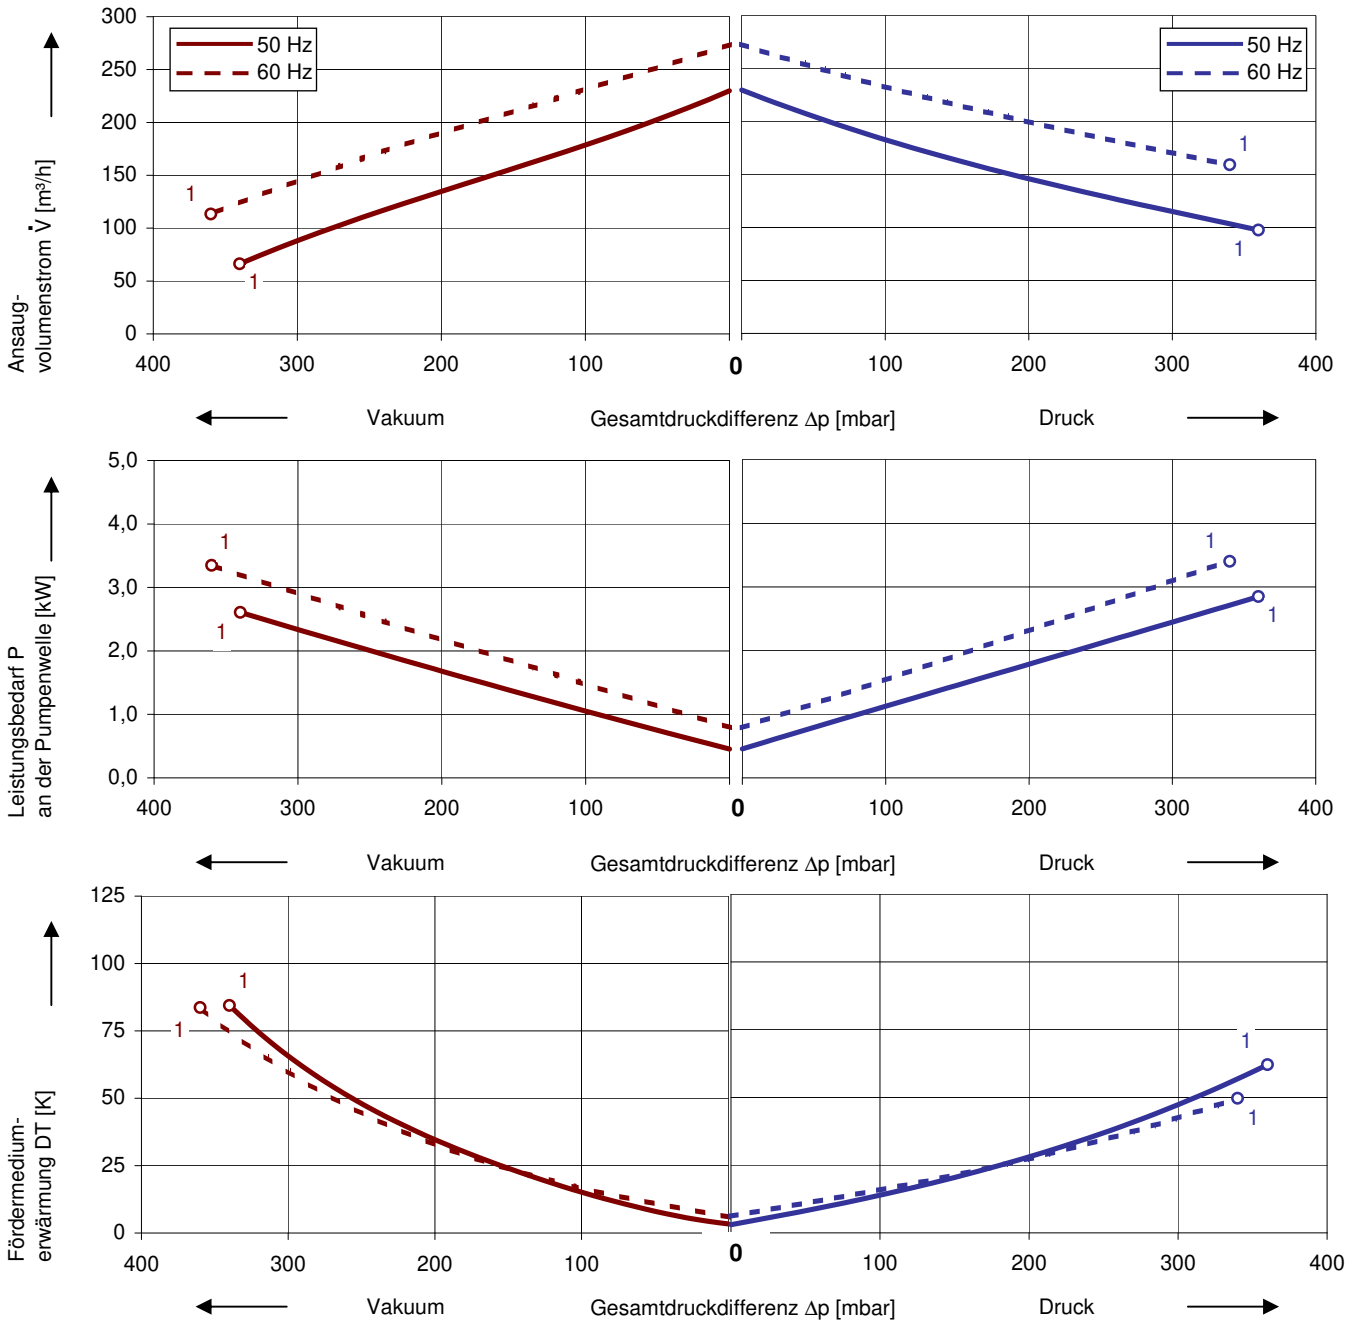 300
250
200
150
100
50
0
Ansaug-
volumenstrom V̇ [m³/h]
50 Hz
60 Hz
50 Hz
60 Hz
1
1
1
1
400 300 200 100 0 100 200 300 400
Vakuum Gesamtdruckdifferenz Δp [mbar] Druck
5,0
4,0
3,0
2,0
1,0
0,0
Leistungsbedarf P
an der Pumpenwelle [kW]
1
1
1
1
400 300 200 100 0 100 200 300 400
Vakuum Gesamtdruckdifferenz Δp [mbar] Druck
125
100
75
50
25
0
Fördermedium-
erwärmung DT [K]
1
1
1
1
400 300 200 100 0 100 200 300 400
Vakuum Gesamtdruckdifferenz Δp [mbar] Druck